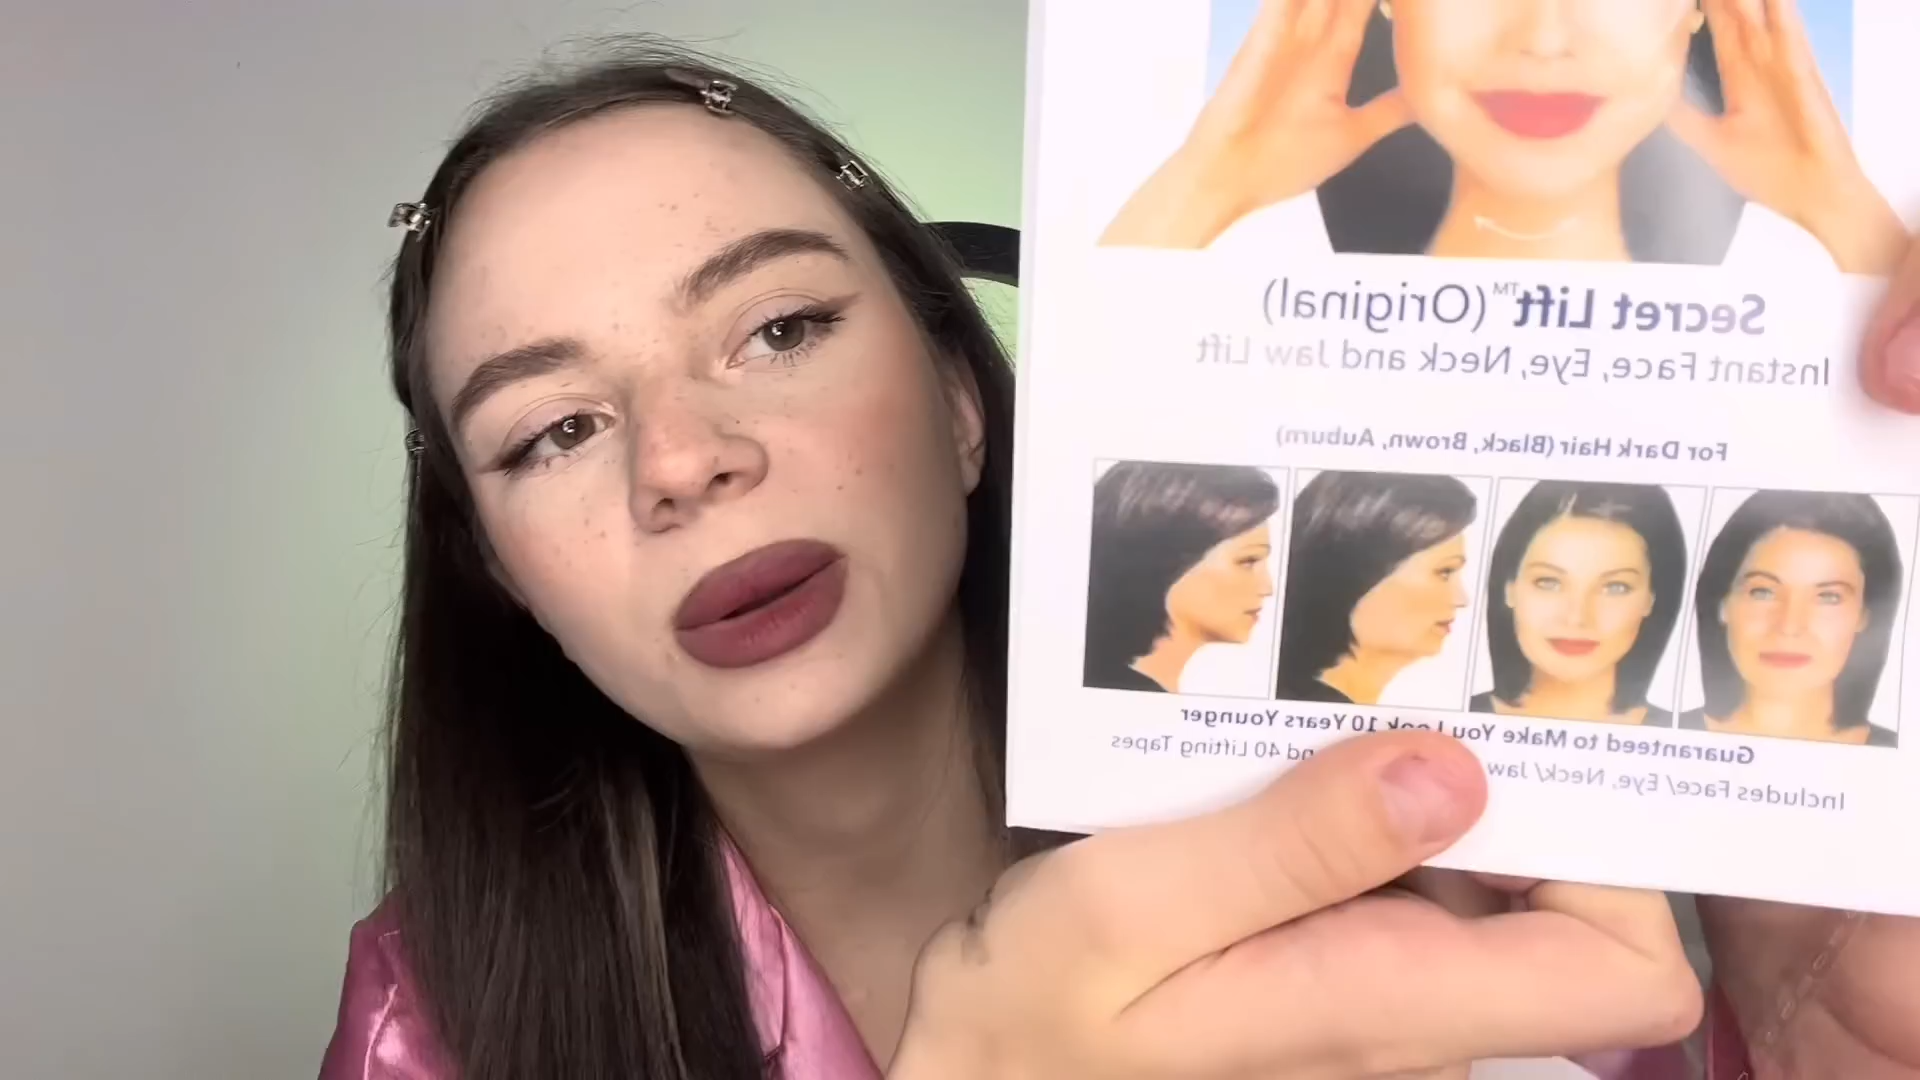 Secret Lift™ (Original)
Instant Face, Eye, Neck and Jaw Lift
For Dark Hair (Black, Brown, Auburn)
Guaranteed to Make You Look 10 Years Younger
Includes Face/ Eye, Neck/ Jaw 40 Lifting Tapes